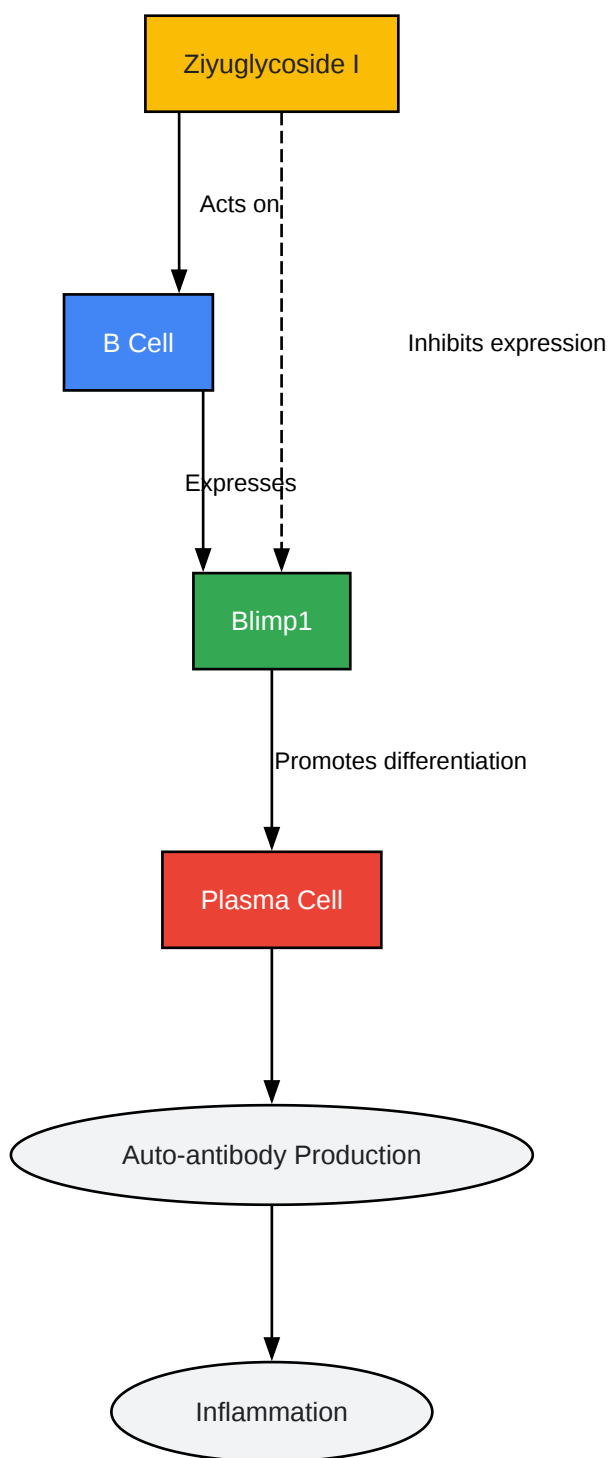 Ziyuglycoside I
Acts on
B Cell
Inhibits expression
Expresses
Blimp1
Promotes differentiation
Plasma Cell
Auto-antibody Production
Inflammation